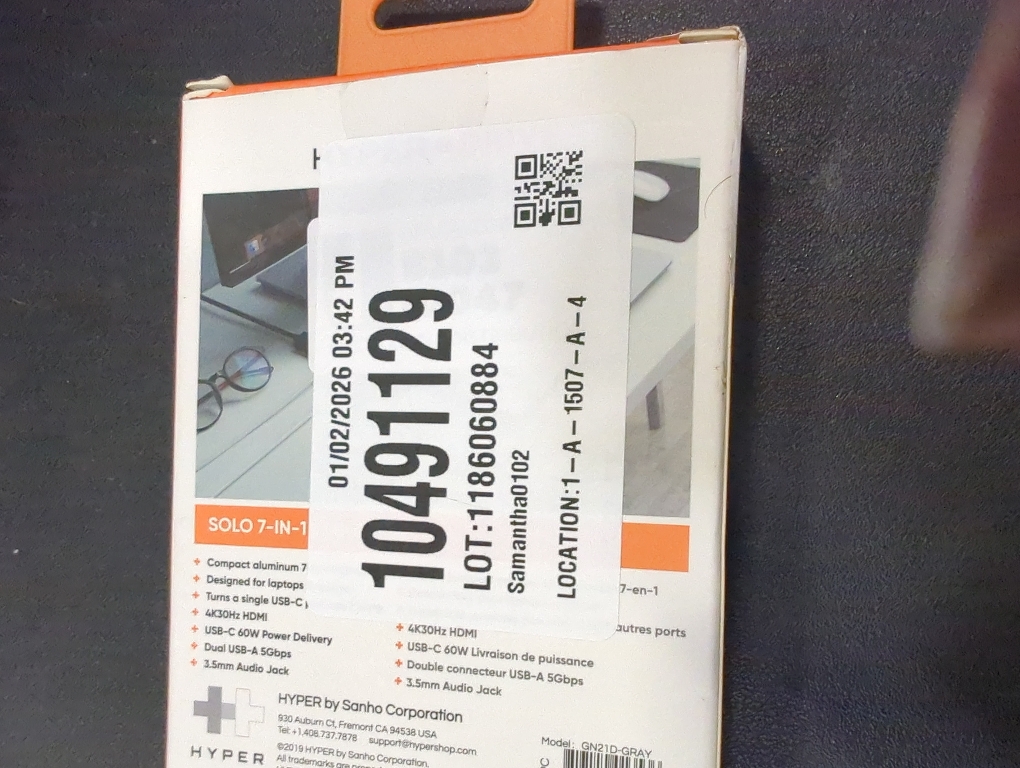 01/02/2026 03:42 PM
10491129
LOT:1186060884
Samantha0102
LOCATION:1-A-1507-A-4
SOLO 7-IN-1
Compact aluminum 7
Designed for laptops
Turns a single USB-C
4K30Hz HDMI
USB-C 60W Power Delivery
Dual USB-A 5Gbps
3.5mm Audio Jack
7-en-1
autres ports
4K30Hz HDMI
USB-C 60W Livraison de puissance
Double connecteur USB-A 5Gbps
3.5mm Audio Jack
HYPER
HYPER by Sanho Corporation
930 Auburn Ct, Fremont CA 94538 USA
Tel: +1.408.737.7878 support@hypershop.com
©2019 HYPER by Sanho Corporation.
All trademarks are
Model: GN21D-GRAY